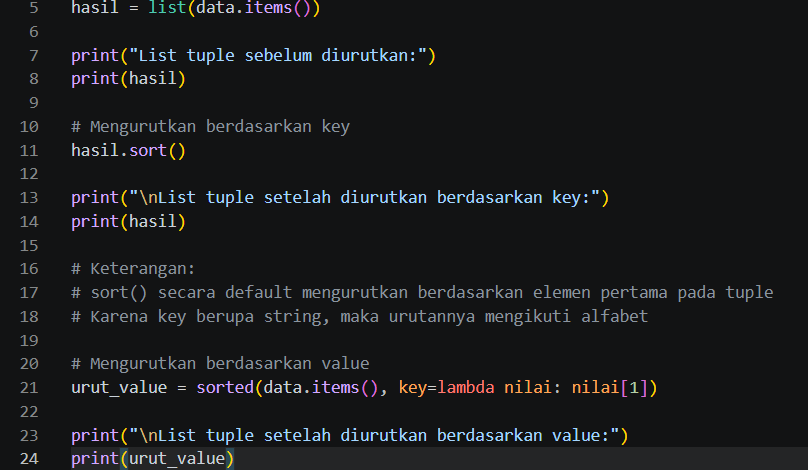 5 hasil = list(data.items())
6
7 print("List tuple sebelum diurutkan:")
8 print(hasil)
9
10 # Mengurutkan berdasarkan key
11 hasil.sort()
12
13 print("\nList tuple setelah diurutkan berdasarkan key:")
14 print(hasil)
15
16 # Keterangan:
17 # sort() secara default mengurutkan berdasarkan elemen pertama pada tuple
18 # Karena key berupa string, maka urutannya mengikuti alfabet
19
20 # Mengurutkan berdasarkan value
21 urut_value = sorted(data.items(), key=lambda nilai: nilai[1])
22
23 print("\nList tuple setelah diurutkan berdasarkan value:")
24 print(urut_value)